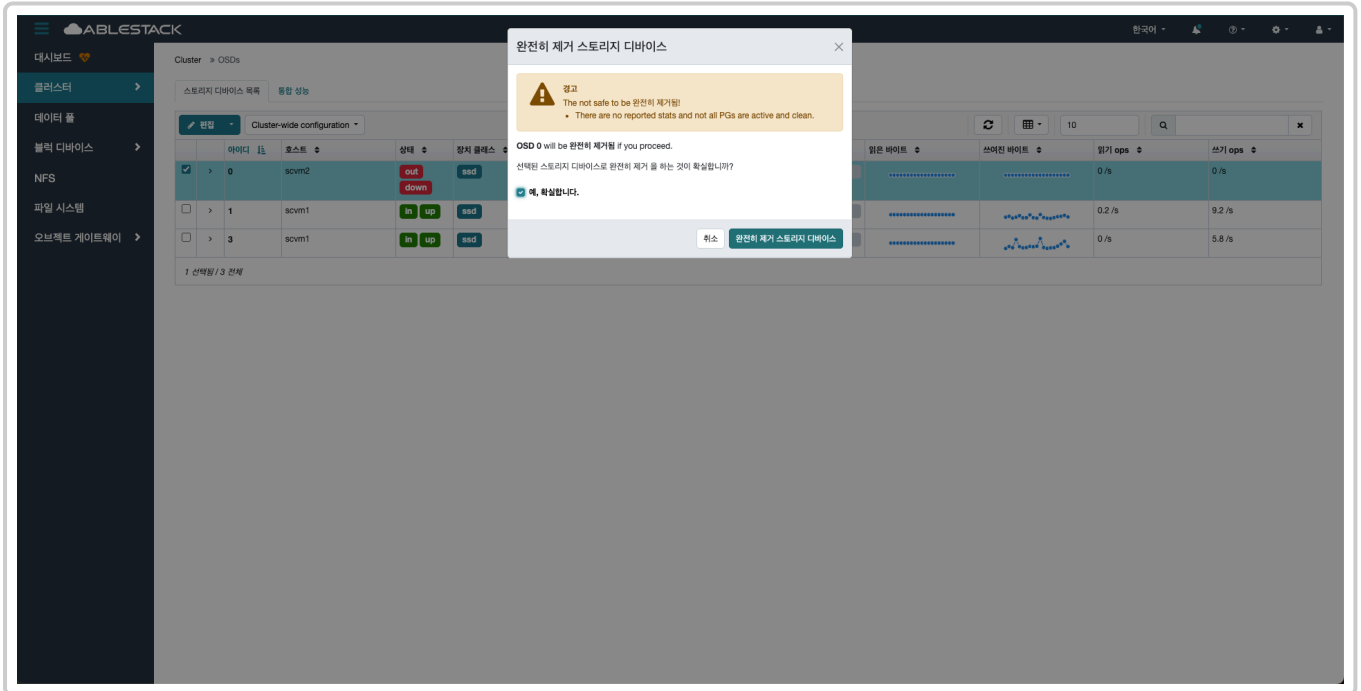 ABLESTACK
한국어
대시보드
클러스터
데이터 풀
블럭 디바이스
NFS
파일 시스템
오브젝트 게이트웨이
Cluster » OSDs
스토리지 디바이스 목록 통합 성능
편집 Cluster-wide configuration 10
아이디 호스트 상태 장치 클래스 읽은 바이트 쓰여진 바이트 읽기 ops 쓰기 ops
0 scvm2 out down ssd 0 /s 0 /s
1 scvm1 in up ssd 0.2 /s 9.2 /s
3 scvm1 in up ssd 0 /s 5.8 /s
1 선택됨 / 3 전체
완전히 제거 스토리지 디바이스
경고
The not safe to be 완전히 제거됨!
There are no reported stats and not all PGs are active and clean.
OSD 0 will be 완전히 제거됨 if you proceed.
선택된 스토리지 디바이스로 완전히 제거 을 하는 것이 확실합니까?
예, 확실합니다.
취소 완전히 제거 스토리지 디바이스